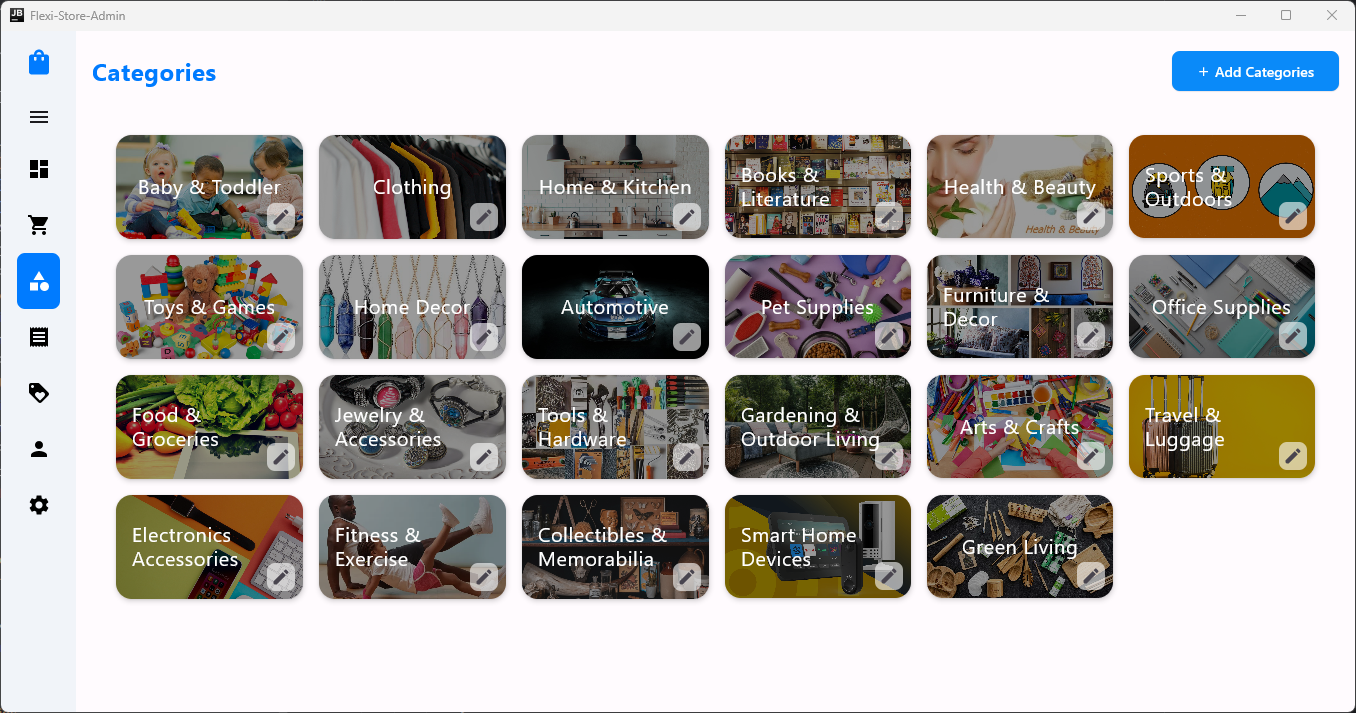 JB
Flexi-Store-Admin
Categories
+ Add Categories
Baby & Toddler
Clothing
Home & Kitchen
Books &
Literature
Health & Beauty
Health & Beauty
Sports &
Outdoors
Toys & Games
Home Decor
Automotive
Pet Supplies
Furniture &
Decor
Office Supplies
Food &
Groceries
Jewelry &
Accessories
Tools &
Hardware
Gardening &
Outdoor Living
Arts & Crafts
Travel &
Luggage
Electronics
Accessories
Fitness &
Exercise
Collectibles &
Memorabilia
Smart Home
Devices
Green Living